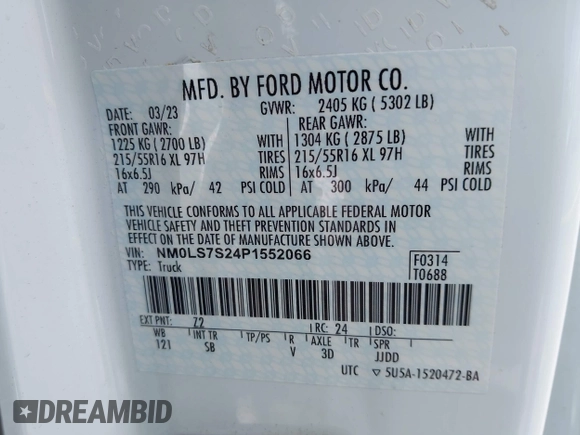 MFD. BY FORD MOTOR CO.
DATE: 03/23 GVWR: 2405 KG ( 5302 LB)
FRONT GAWR: REAR GAWR:
1225 KG ( 2700 LB) WITH 1304 KG ( 2875 LB) WITH
215/55R16 XL 97H TIRES 215/55R16 XL 97H TIRES
16x6.5J RIMS 16x6.5J RIMS
AT 290 kPa/ 42 PSI COLD AT 300 kPa/ 44 PSI COLD
THIS VEHICLE CONFORMS TO ALL APPLICABLE FEDERAL MOTOR
VEHICLE SAFETY AND THEFT PREVENTION STANDARDS IN
EFFECT ON THE DATE OF MANUFACTURE SHOWN ABOVE.
VIN: NM0LS7S24P1552066 F0314
TYPE: Truck T0688
EXT PNT: Z2 RC: 24 DSO:
WB INT TR TP/PS R AXLE TR SPR
121 SB V 3D JJDD
UTC ▽ 5U5A-1520472-BA
DREAMBID